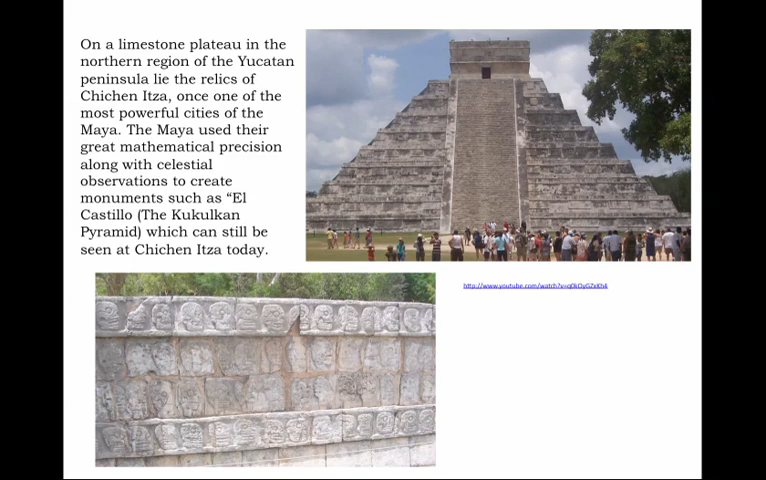 On a limestone plateau in the
northern region of the Yucatan
peninsula lie the relics of
Chichen Itza, once one of the
most powerful cities of the
Maya. The Maya used their
great mathematical precision
along with celestial
observations to create
monuments such as “El
Castillo (The Kukulkan
Pyramid) which can still be
seen at Chichen Itza today.